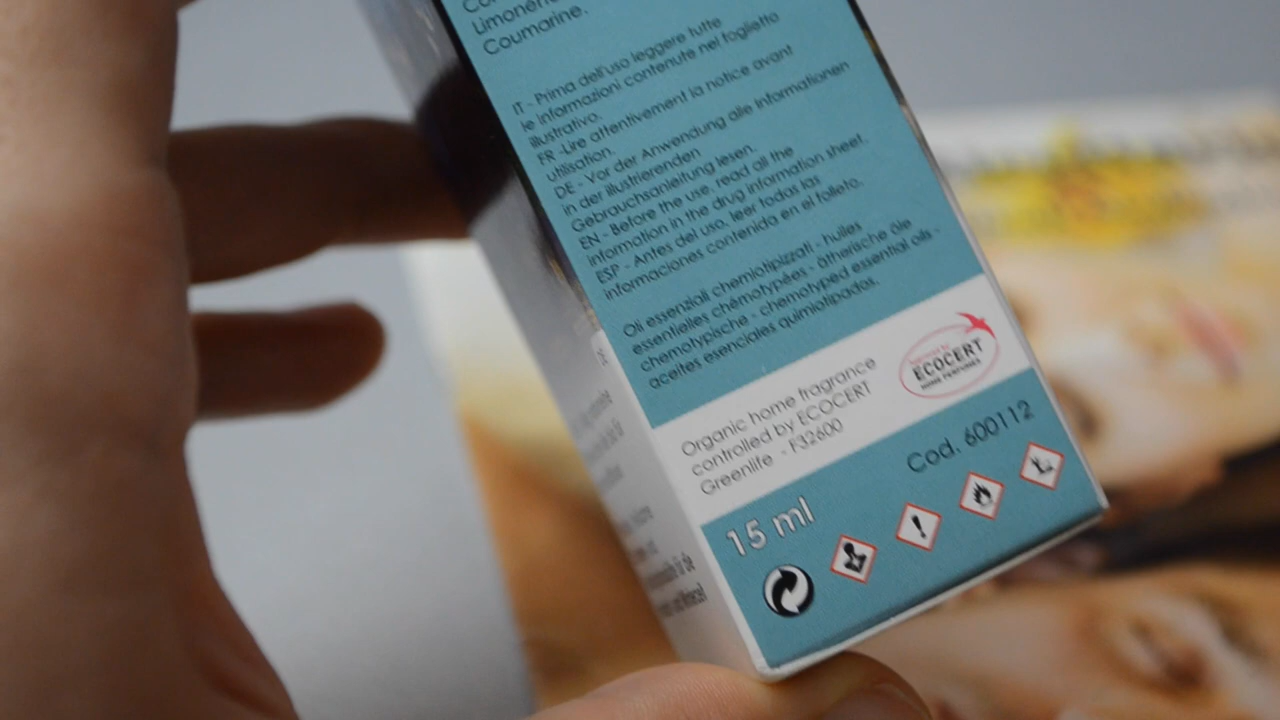 Limonène
Coumarine.
IT - Prima dell'uso leggere tutte
le informazioni contenute nel foglietto
illustrativo.
FR -Lire attentivement la notice avant
utilisation.
DE - Vor der Anwendung alle Informationen
in der illustrierenden
Gebrauchsanleitung lesen.
EN - Before the use, read all the
information in the drug information sheet.
ESP - Antes del uso, leer todas las
informaciones contenida en el folleto.
Oli essenziali chemiotipizzati - huiles
essentielles chémotypées - ätherische öle
chemotypische - chemotyped essential oils -
aceites esenciales quimiotipados.
Organic home fragrance
controlled by ECOCERT
Greenlife - F32600
ECOCERT
HOME PERFUMES
Cod. 600112
15 ml